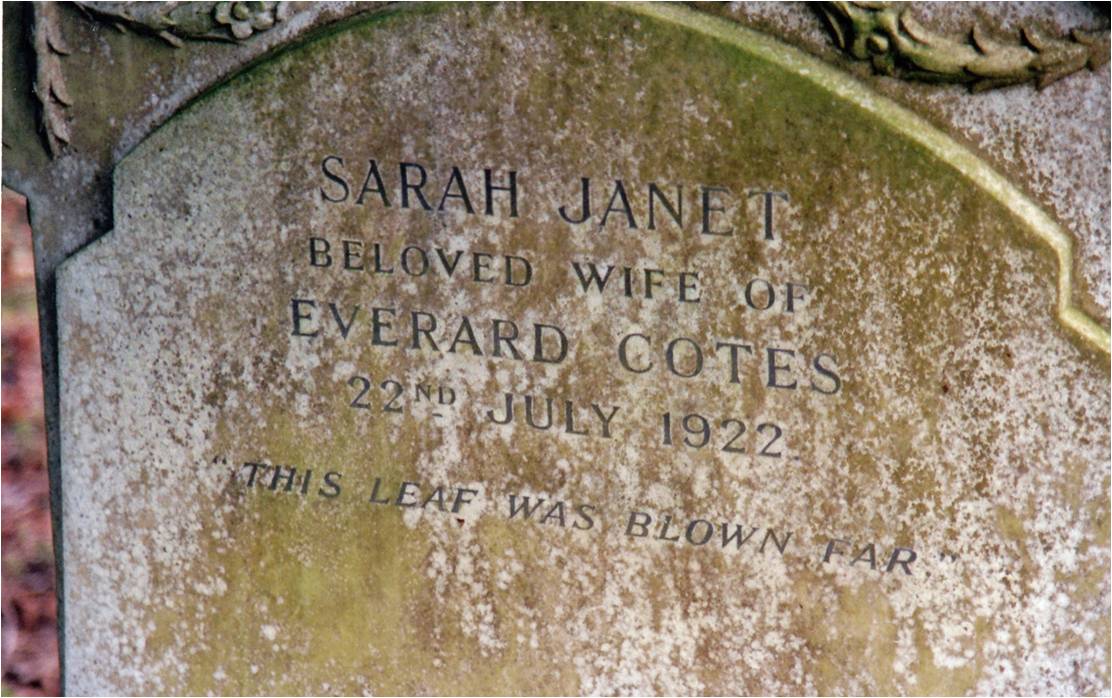 SARAH JANET
BELOVED WIFE OF
EVERARD COTES
22ND JULY 1922.
"THIS LEAF WAS BLOWN FAR."